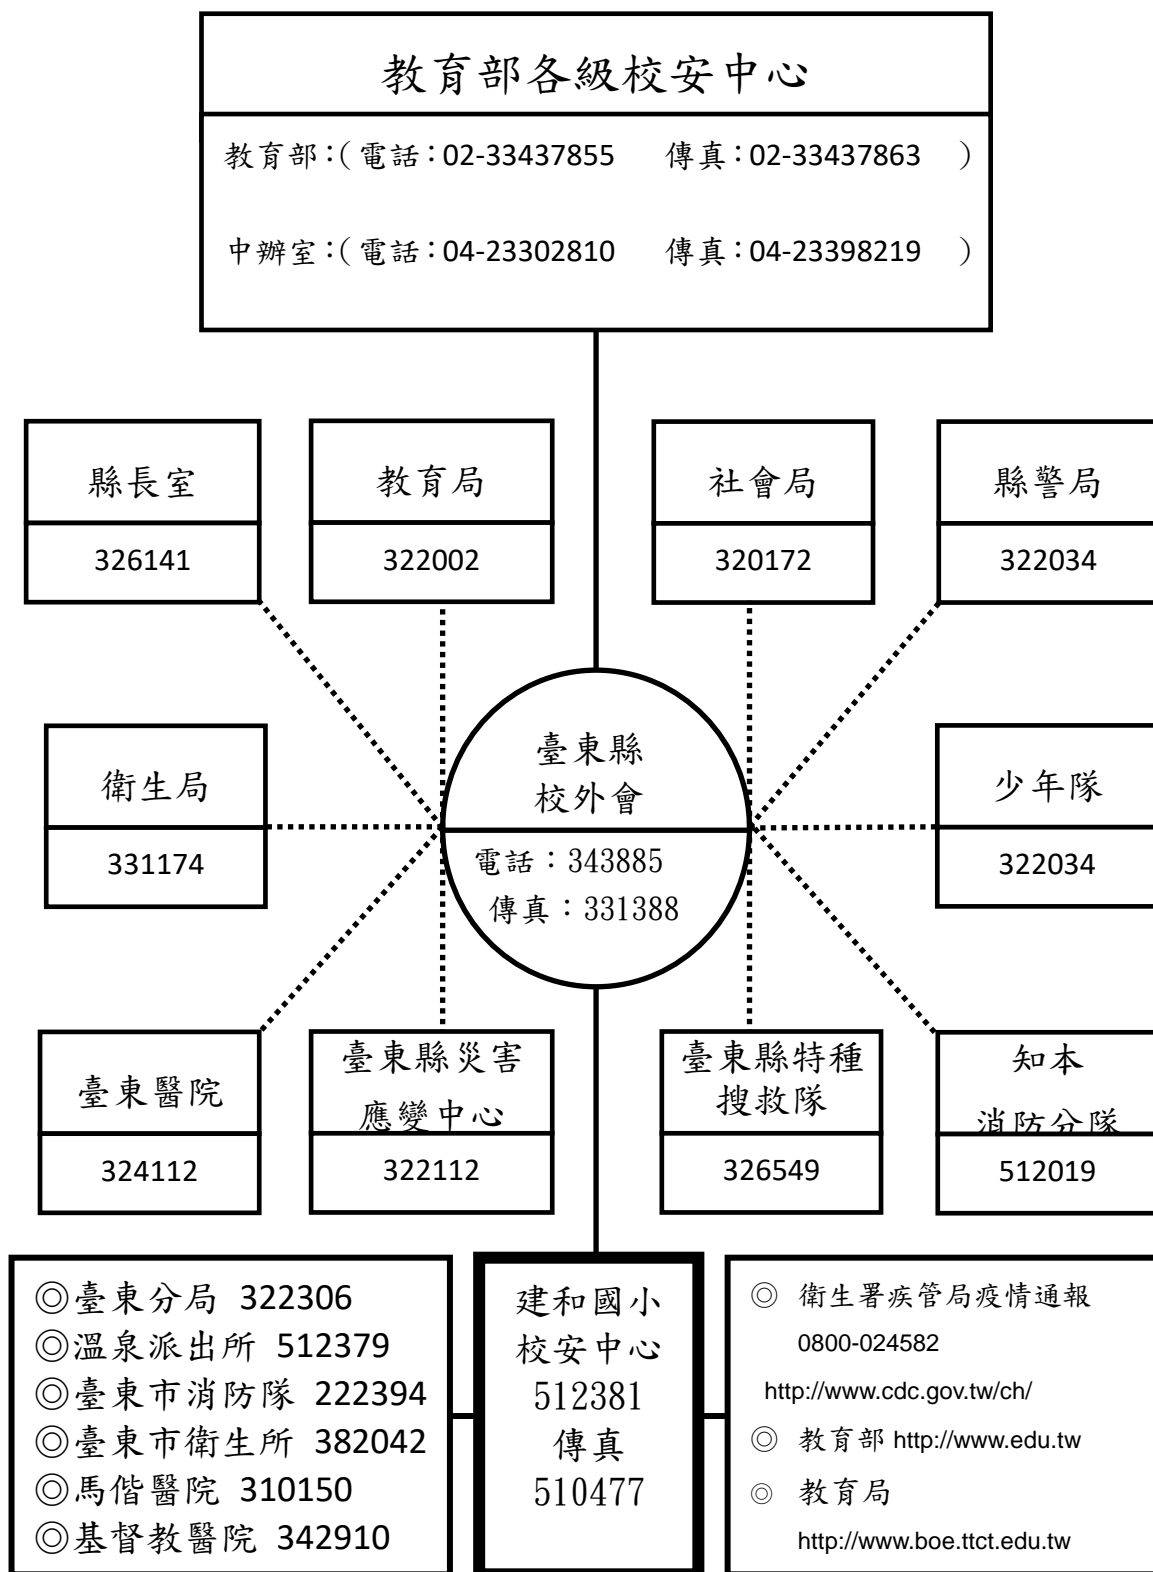 教育部各級校安中心
教育部：（電話：02-33437855 傳真：02-33437863 ）
中辦室：（電話：04-23302810 傳真：04-23398219 ）
縣長室
326141
教育局
322002
社會局
320172
縣警局
322034
衛生局
331174
臺東縣
校外會
電話：343885
傳真：331388
少年隊
322034
臺東醫院
324112
臺東縣災害
應變中心
322112
臺東縣特種
搜救隊
326549
知本
消防分隊
512019
◎臺東分局 322306
◎溫泉派出所 512379
◎臺東市消防隊 222394
◎臺東市衛生所 382042
◎馬偕醫院 310150
◎基督教醫院 342910
建和國小
校安中心
512381
傳真
510477
◎ 衛生署疾管局疫情通報
0800-024582
http://www.cdc.gov.tw/ch/
◎ 教育部 http://www.edu.tw
◎ 教育局
http://www.boe.ttct.edu.tw